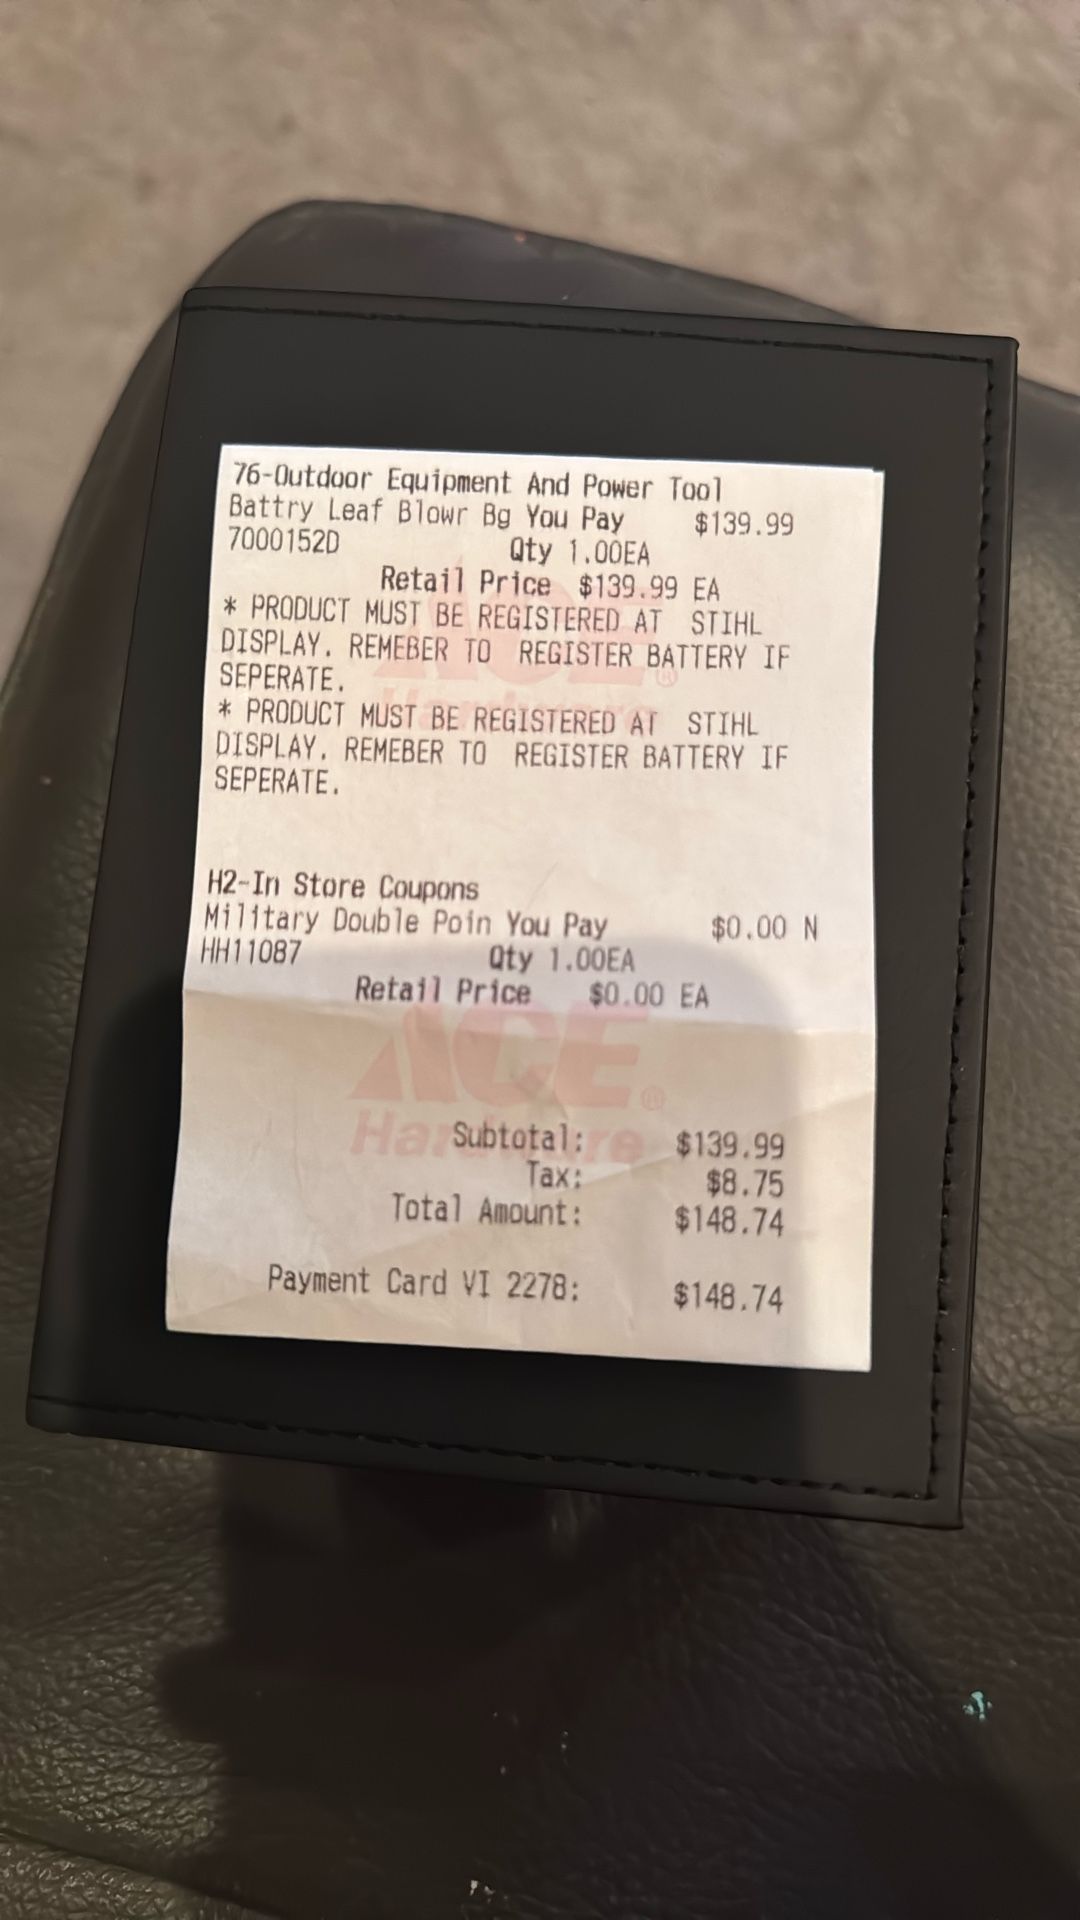 76-Outdoor Equipment And Power Tool
Battry Leaf Blowr Bg You Pay $139.99
7000152D Qty 1.00EA
Retail Price $139.99 EA
* PRODUCT MUST BE REGISTERED AT STIHL
DISPLAY. REMEBER TO REGISTER BATTERY IF
SEPERATE.
* PRODUCT MUST BE REGISTERED AT STIHL
DISPLAY. REMEBER TO REGISTER BATTERY IF
SEPERATE.
ACE®
Hardware
H2-In Store Coupons
Military Double Poin You Pay $0.00 N
HH11087 Qty 1.00EA
Retail Price $0.00 EA
ACE®
Hardware
Subtotal: $139.99
Tax: $8.75
Total Amount: $148.74
Payment Card VI 2278: $148.74